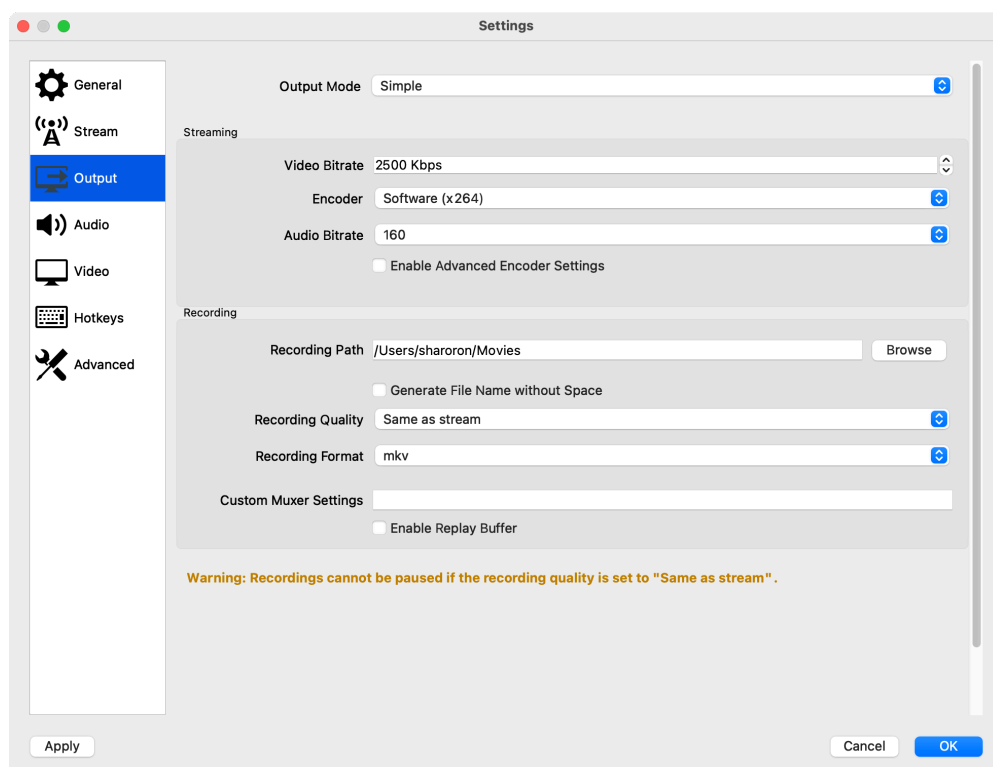 Settings
General
Stream
Output
Audio
Video
Hotkeys
Advanced
Output Mode Simple
Streaming
Video Bitrate 2500 Kbps
Encoder Software (x264)
Audio Bitrate 160
Enable Advanced Encoder Settings
Recording
Recording Path /Users/sharoron/Movies Browse
Generate File Name without Space
Recording Quality Same as stream
Recording Format mkv
Custom Muxer Settings
Enable Replay Buffer
Warning: Recordings cannot be paused if the recording quality is set to "Same as stream".
Apply Cancel OK